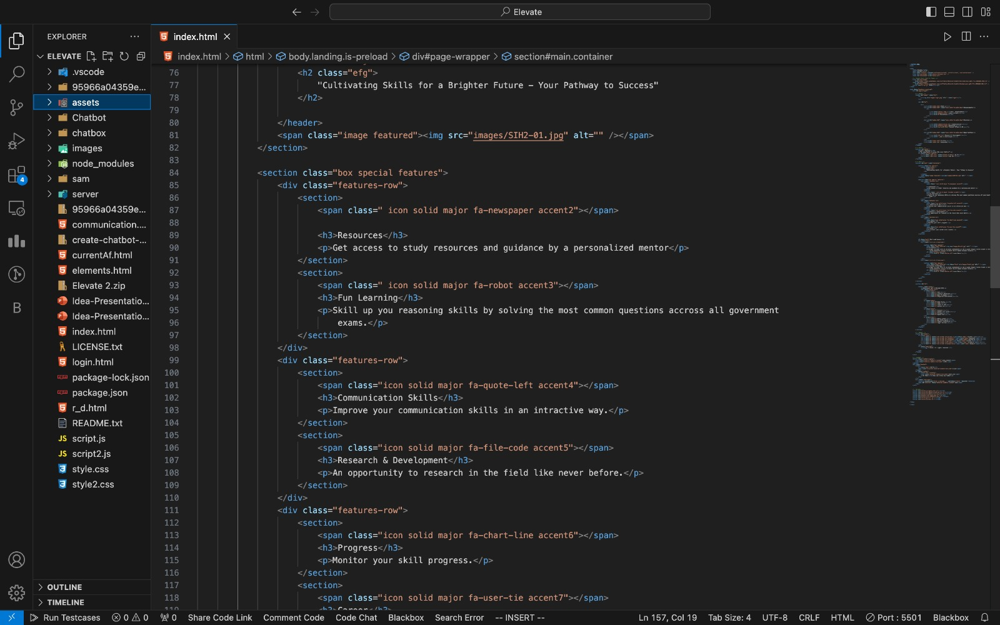 Elevate
EXPLORER
index.html
ELEVATE
index.html > html > body.landing.is-preload > div#page-wrapper > section#main.container
.vscode
95966a04359e...
assets
Chatbot
chatbox
images
node_modules
sam
server
95966a04359e...
communication....
create-chatbot-...
currentAf.html
elements.html
Elevate 2.zip
Idea-Presentatio...
Idea-Presentatio...
index.html
LICENSE.txt
login.html
package-lock.json
package.json
r_d.html
README.txt
JS script.js
JS script2.js
style.css
style2.css
OUTLINE
TIMELINE
4
B
76 <h2 class="efg">
77 "Cultivating Skills for a Brighter Future – Your Pathway to Success"
78 </h2>
79
80 </header>
81 <span class="image featured"><img src="images/SIH2-01.jpg" alt="" /></span>
82 </section>
83
84 <section class="box special features">
85 <div class="features-row">
86 <section>
87 <span class=" icon solid major fa-newspaper accent2"></span>
88
89 <h3>Resources</h3>
90 <p>Get access to study resources and guidance by a personalized mentor</p>
91 </section>
92 <section>
93 <span class=" icon solid major fa-robot accent3"></span>
94 <h3>Fun Learning</h3>
95 <p>Skill up you reasoning skills by solving the most common questions accross all government
96 exams.</p>
97 </section>
98 </div>
99 <div class="features-row">
100 <section>
101 <span class="icon solid major fa-quote-left accent4"></span>
102 <h3>Communication Skills</h3>
103 <p>Improve your communication skills in an intractive way.</p>
104 </section>
105 <section>
106 <span class="icon solid major fa-file-code accent5"></span>
107 <h3>Research & Development</h3>
108 <p>An opportunity to research in the field like never before.</p>
109 </section>
110 </div>
111 <div class="features-row">
112 <section>
113 <span class="icon solid major fa-chart-line accent6"></span>
114 <h3>Progress</h3>
115 <p>Monitor your skill progress.</p>
116 </section>
117 <section>
118 <span class="icon solid major fa-user-tie accent7"></span>
119 <h3>Career</h3>
Run Testcases 0 0 0 Share Code Link Comment Code Code Chat Blackbox Search Error -- INSERT -- Ln 157, Col 19 Tab Size: 4 UTF-8 CRLF HTML Port : 5501 Blackbox